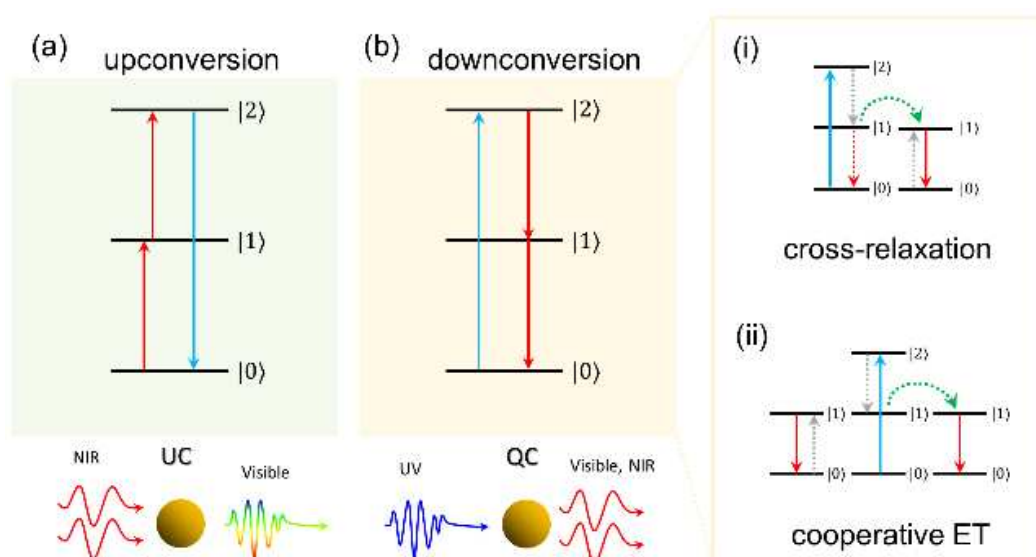 (a)
upconversion
|2⟩
|1⟩
|0⟩
NIR
UC
Visible
(b)
downconversion
|2⟩
|1⟩
|0⟩
UV
QC
Visible, NIR
(i)
|2⟩
|1⟩ |1⟩
|0⟩ |0⟩
cross-relaxation
(ii)
|2⟩
|1⟩ |1⟩ |1⟩
|0⟩ |0⟩ |0⟩
cooperative ET